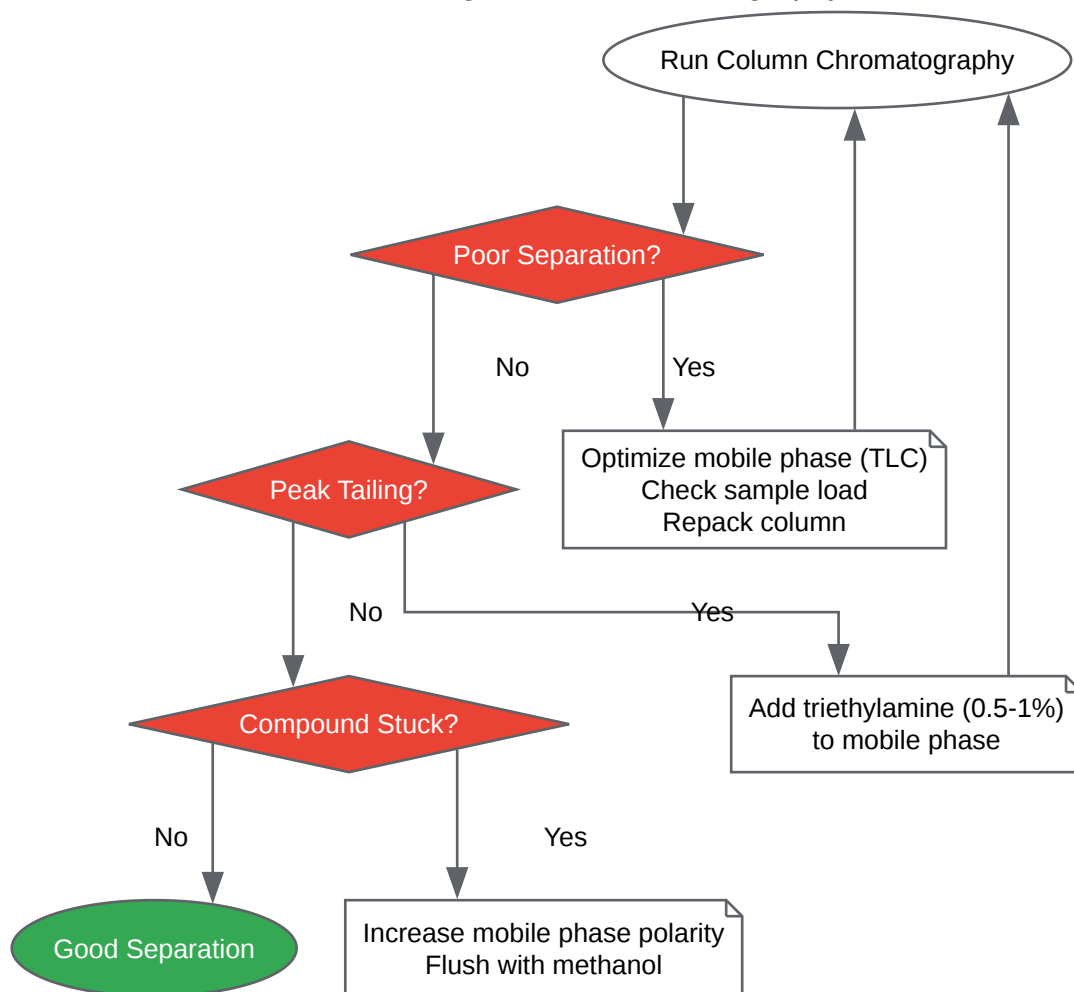 Run Column Chromatography
Poor Separation?
No
Yes
Optimize mobile phase (TLC)
Check sample load
Repack column
Peak Tailing?
No
Yes
Add triethylamine (0.5-1%)
to mobile phase
Compound Stuck?
No
Yes
Good Separation
Increase mobile phase polarity
Flush with methanol